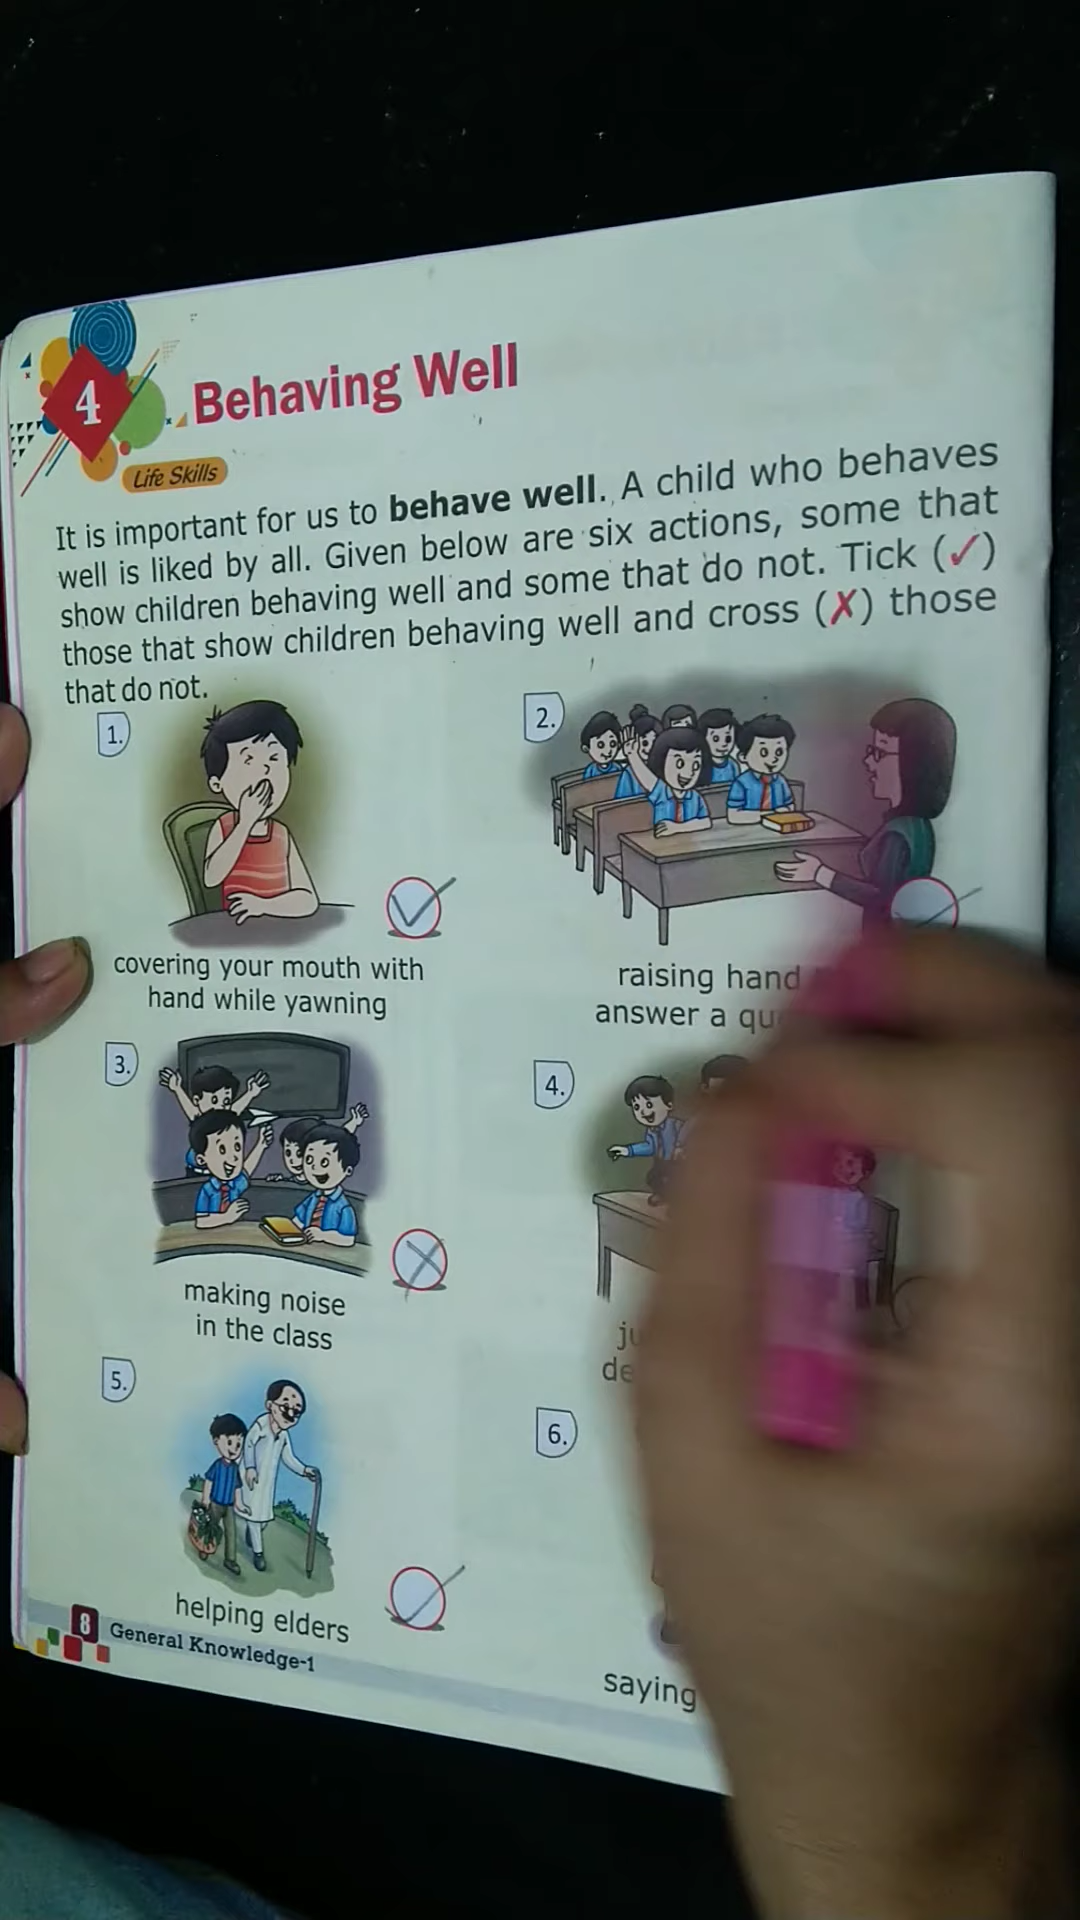 4
Behaving Well
Life Skills
It is important for us to behave well. A child who behaves
well is liked by all. Given below are six actions, some that
show children behaving well and some that do not. Tick (✓)
those that show children behaving well and cross (✗) those
that do not.
1.
covering your mouth with
hand while yawning
2.
raising hand
answer a
3.
making noise
in the class
4.
5.
helping elders
6.
saying
8
General Knowledge-1